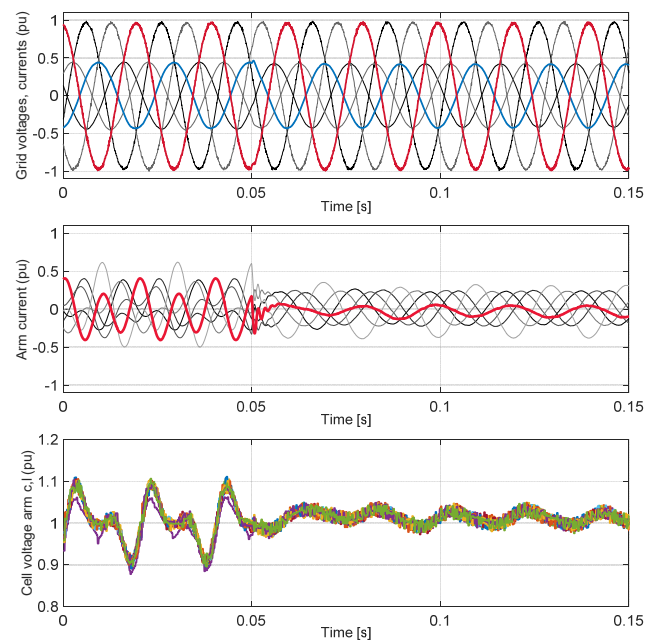 Grid voltages, currents (pu)
1
0.5
0
-0.5
-1
0 0.05 0.1 0.15
Time [s]
Arm current (pu)
1
0.5
0
-0.5
-1
0 0.05 0.1 0.15
Time [s]
Cell voltage arm c,l (pu)
1.2
1.1
1
0.9
0.8
0 0.05 0.1 0.15
Time [s]